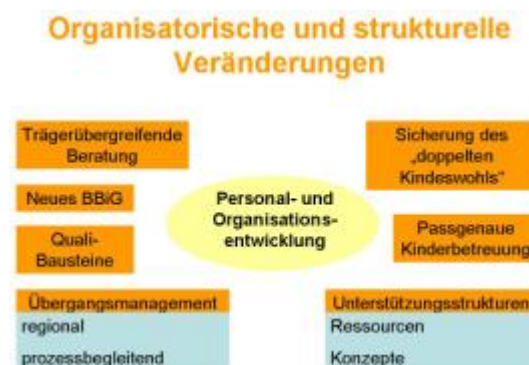 Organisatorische und strukturelle
Veränderungen
Trägerübergreifende
Beratung
Neues BBiG
Quali-
Bausteine
Personal- und
Organisations-
entwicklung
Sicherung des
„doppelten
Kindeswohls“
Passgenaue
Kinderbetreuung
Übergangsmanagement
regional
prozessbegleitend
Unterstützungsstrukturen
Ressourcen
Konzepte